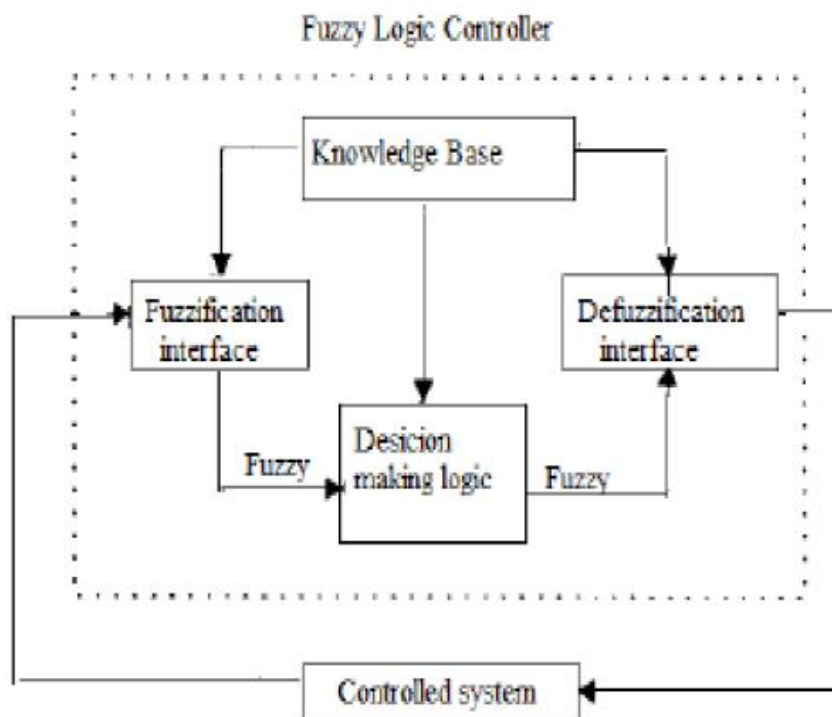 Fuzzy Logic Controller
Knowledge Base
Fuzzification
interface
Defuzzification
interface
Desicion
making logic
Fuzzy
Fuzzy
Controlled system